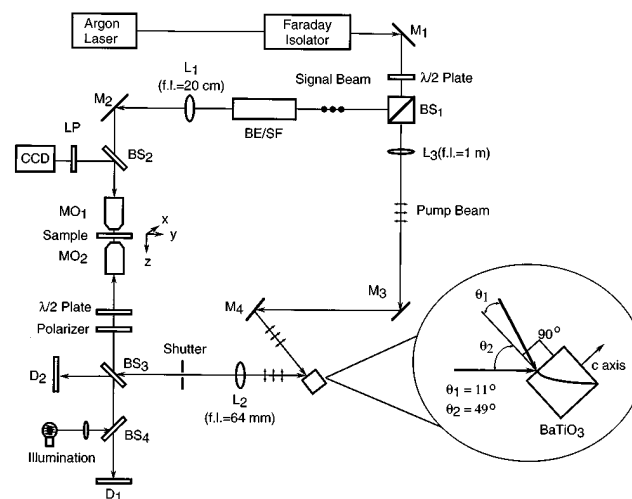 Argon
Laser
Faraday
Isolator
M1
L1
(f.l.=20 cm)
Signal Beam
λ/2 Plate
M2
BS1
BE/SF
LP
CCD
BS2
L3(f.l.=1 m)
MO1
Sample
MO2
x
y
z
Pump Beam
M3
M4
λ/2 Plate
Polarizer
BS3
Shutter
D2
L2
(f.l.=64 mm)
BS4
Illumination
D1
θ1
90°
θ2
c axis
θ1 = 11°
θ2 = 49°
BaTiO3